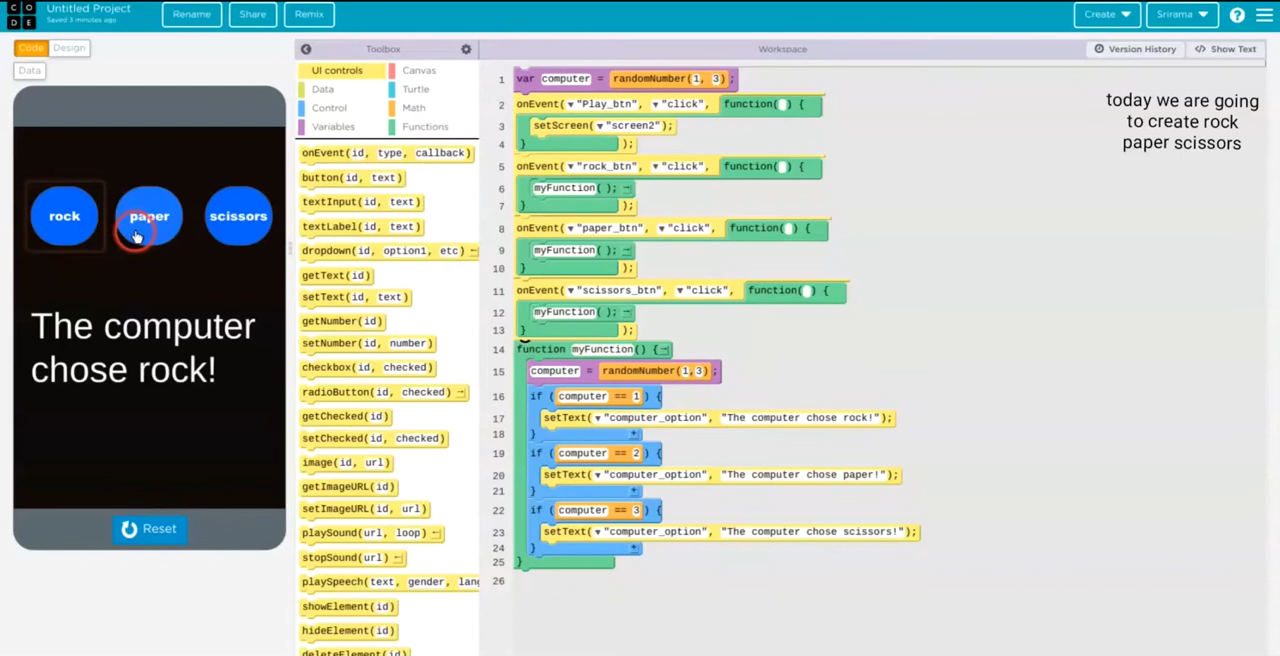 CO
DE
Untitled Project
Saved 3 minutes ago
Rename
Share
Remix
Create
Srirama
?
Code
Design
Data
Toolbox
Workspace
Version History
Show Text
rock
paper
scissors
The computer
chose rock!
Reset
UI controls
Canvas
Data
Turtle
Control
Math
Variables
Functions
onEvent(id, type, callback)
button(id, text)
textInput(id, text)
textLabel(id, text)
dropdown(id, option1, etc)
getText(id)
setText(id, text)
getNumber(id)
setNumber(id, number)
checkbox(id, checked)
radioButton(id, checked)
getChecked(id)
setChecked(id, checked)
image(id, url)
getImageURL(id)
setImageURL(id, url)
playSound(url, loop)
stopSound(url)
playSpeech(text, gender, lang
showElement(id)
hideElement(id)
deleteElement(id)
1 var computer = randomNumber(1, 3);
2 onEvent("Play_btn", "click", function( ) {
3 setScreen("screen2");
4 } );
5 onEvent("rock_btn", "click", function( ) {
6 myFunction( );
7 } );
8 onEvent("paper_btn", "click", function( ) {
9 myFunction( );
10 } );
11 onEvent("scissors_btn", "click", function( ) {
12 myFunction( );
13 } );
14 function myFunction() {
15 computer = randomNumber(1,3);
16 if (computer == 1) {
17 setText("computer_option", "The computer chose rock!");
18 }
19 if (computer == 2) {
20 setText("computer_option", "The computer chose paper!");
21 }
22 if (computer == 3) {
23 setText("computer_option", "The computer chose scissors!");
24 }
25 }
26
today we are going
to create rock
paper scissors